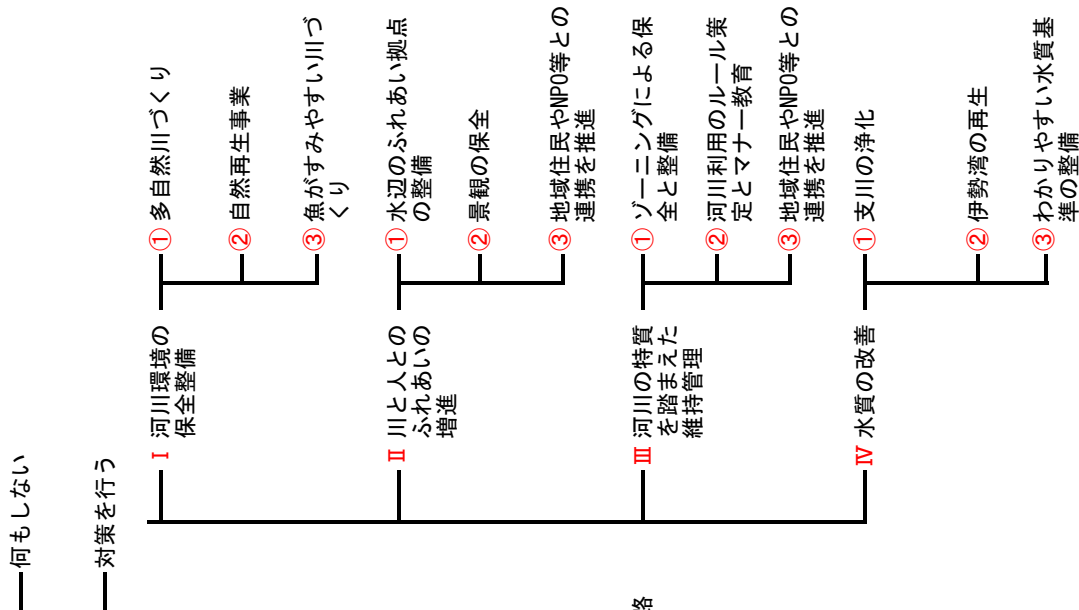 何もしない
対策を行う
Ⅰ 河川環境の
保全整備
① 多自然川づくり
② 自然再生事業
③ 魚がすみやすい川づ
くり
Ⅱ 川と人との
ふれあいの
増進
① 水辺のふれあい拠点
の整備
② 景観の保全
③ 地域住民やNPO等との
連携を推進
Ⅲ 河川の特質
を踏まえた
維持管理
① ゾーニングによる保
全と整備
② 河川利用のルール策
定とマナー教育
③ 地域住民やNPO等との
連携を推進
Ⅳ 水質の改善
① 支川の浄化
② 伊勢湾の再生
③ わかりやすい水質基
準の整備